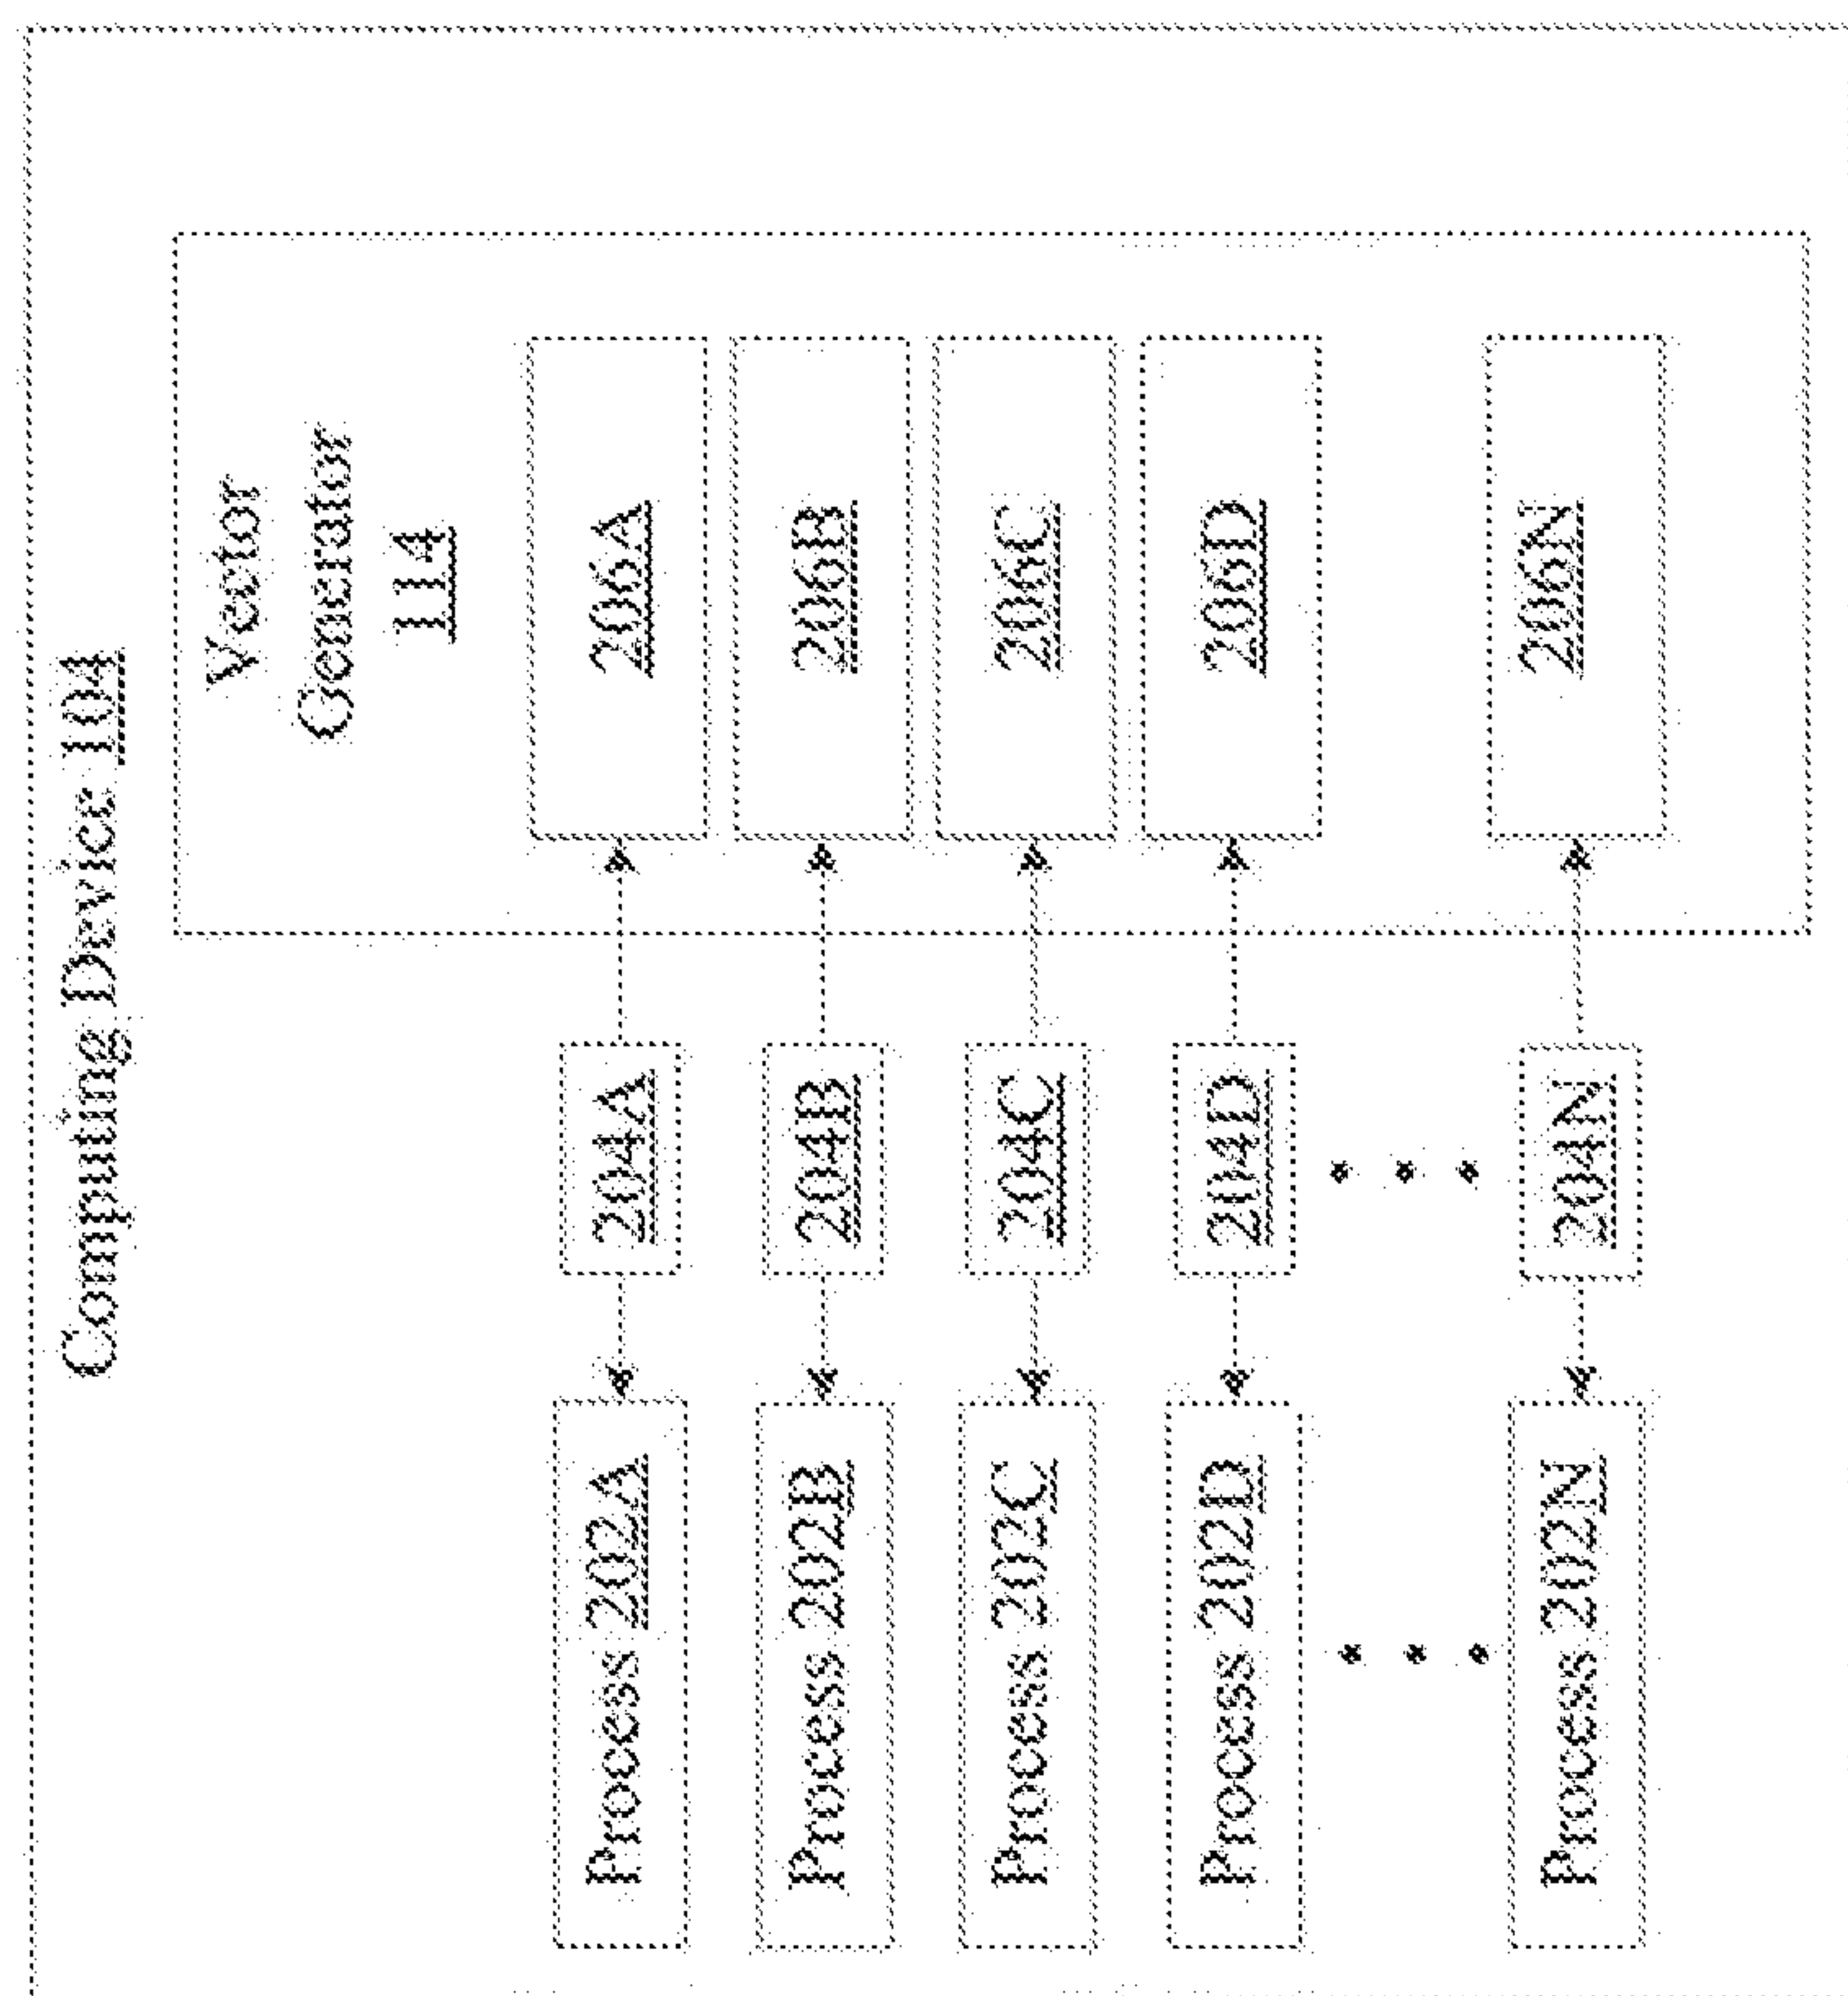 Computing Device 104
Vector
Generator
114
Process 202A
204A
206A
Process 202B
204B
206B
Process 202C
204C
206C
Process 202D
204D
206D
Process 202N
204N
206N